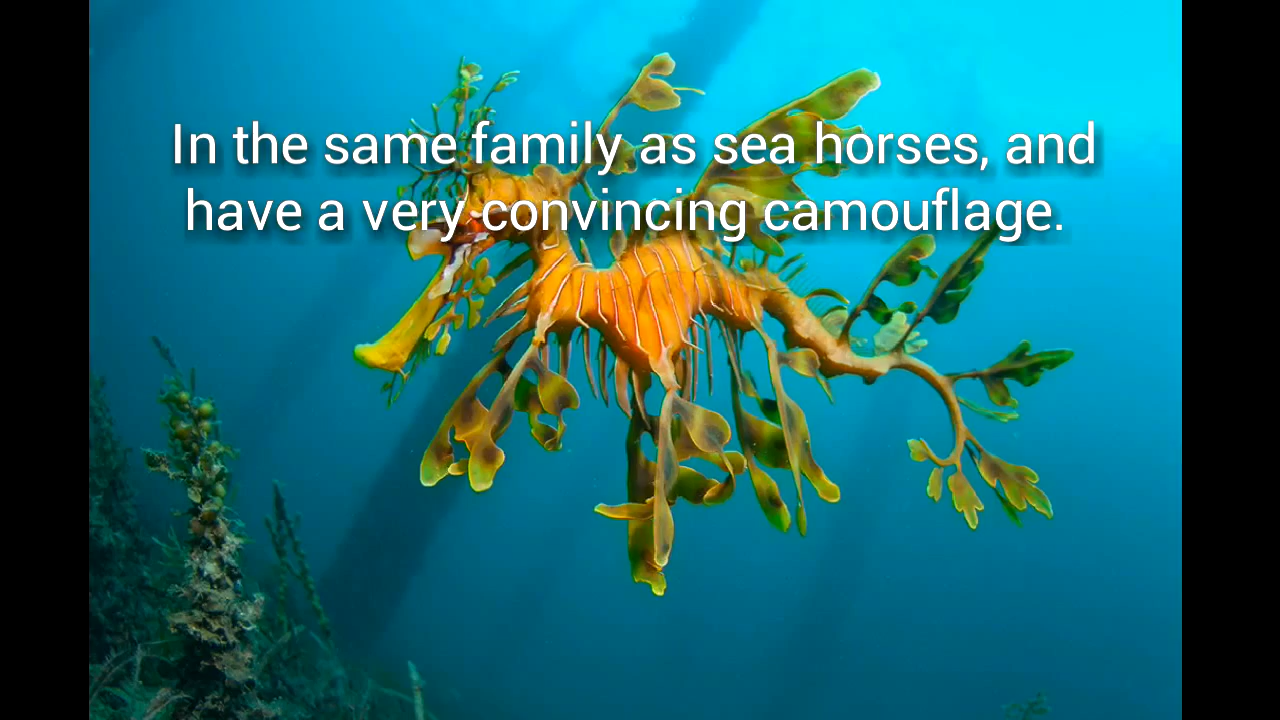 In the same family as sea horses, and
have a very convincing camouflage.